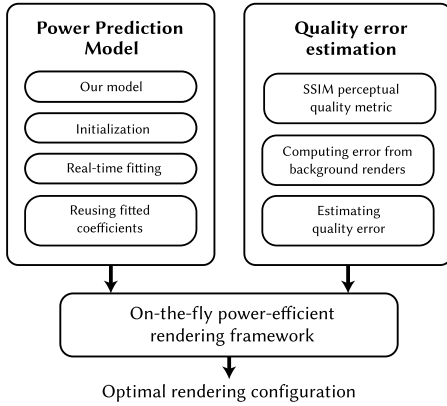 Power Prediction
Model
Our model
Initialization
Real-time fitting
Reusing fitted
coefficients
Quality error
estimation
SSIM perceptual
quality metric
Computing error from
background renders
Estimating
quality error
On-the-fly power-efficient
rendering framework
Optimal rendering configuration